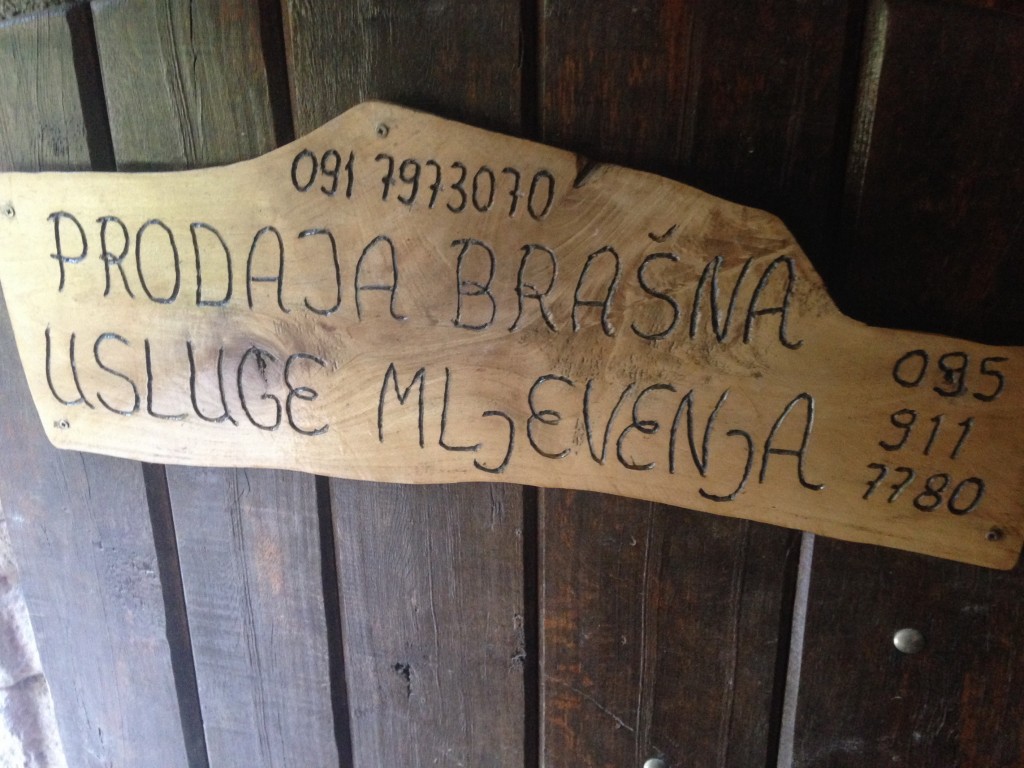 091 7973070
PRODAJA BRAŠNA
USLUGE MLJEVENJA
095
911
7780